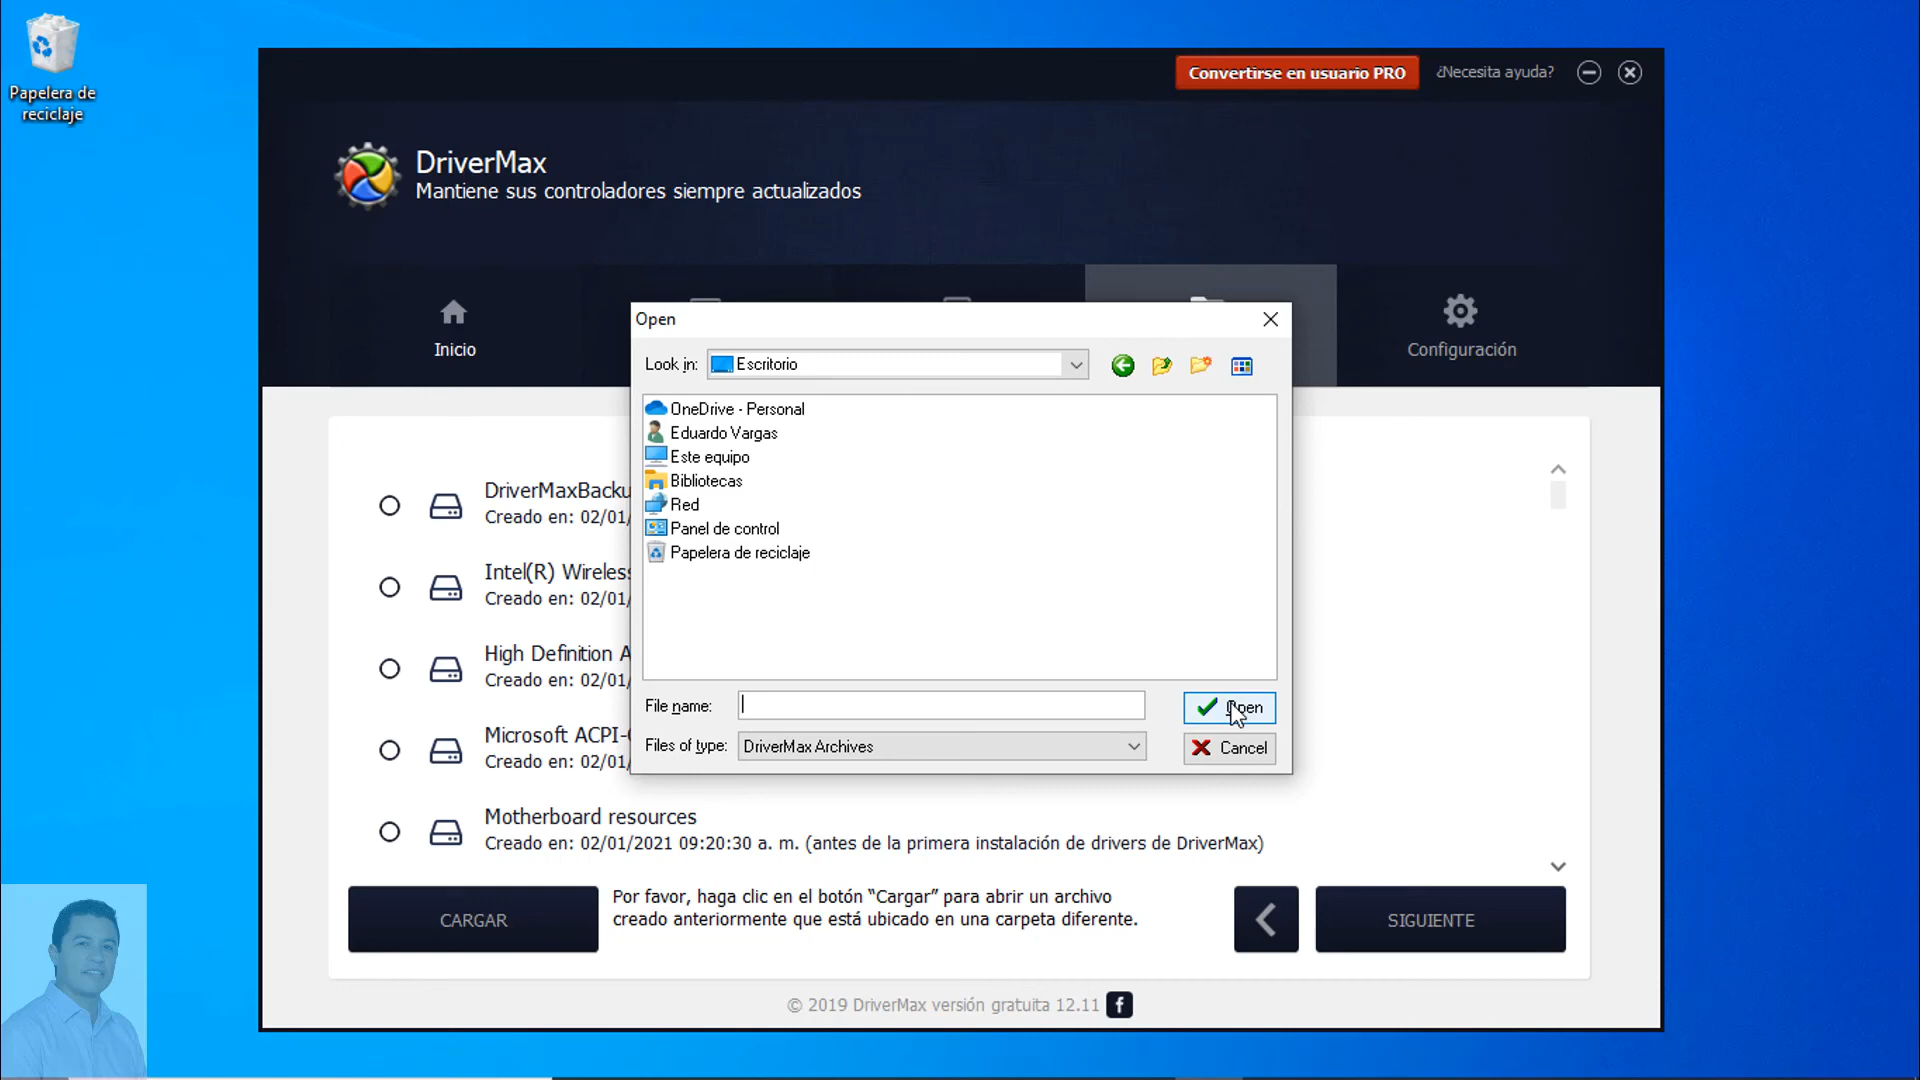 Papelera de
reciclaje
Convertirse en usuario PRO
¿Necesita ayuda?
DriverMax
Mantiene sus controladores siempre actualizados
Inicio
Configuración
Open
Look in:
Escritorio
OneDrive - Personal
Eduardo Vargas
Este equipo
Bibliotecas
Red
Panel de control
Papelera de reciclaje
File name:
Open
Files of type:
DriverMax Archives
Cancel
DriverMaxBacku
Creado en: 02/01/
Intel(R) Wireless
Creado en: 02/01/
High Definition A
Creado en: 02/01/
Microsoft ACPI-C
Creado en: 02/01/
Motherboard resources
Creado en: 02/01/2021 09:20:30 a. m. (antes de la primera instalación de drivers de DriverMax)
CARGAR
Por favor, haga clic en el botón “Cargar” para abrir un archivo
creado anteriormente que está ubicado en una carpeta diferente.
SIGUIENTE
© 2019 DriverMax versión gratuita 12.11
f